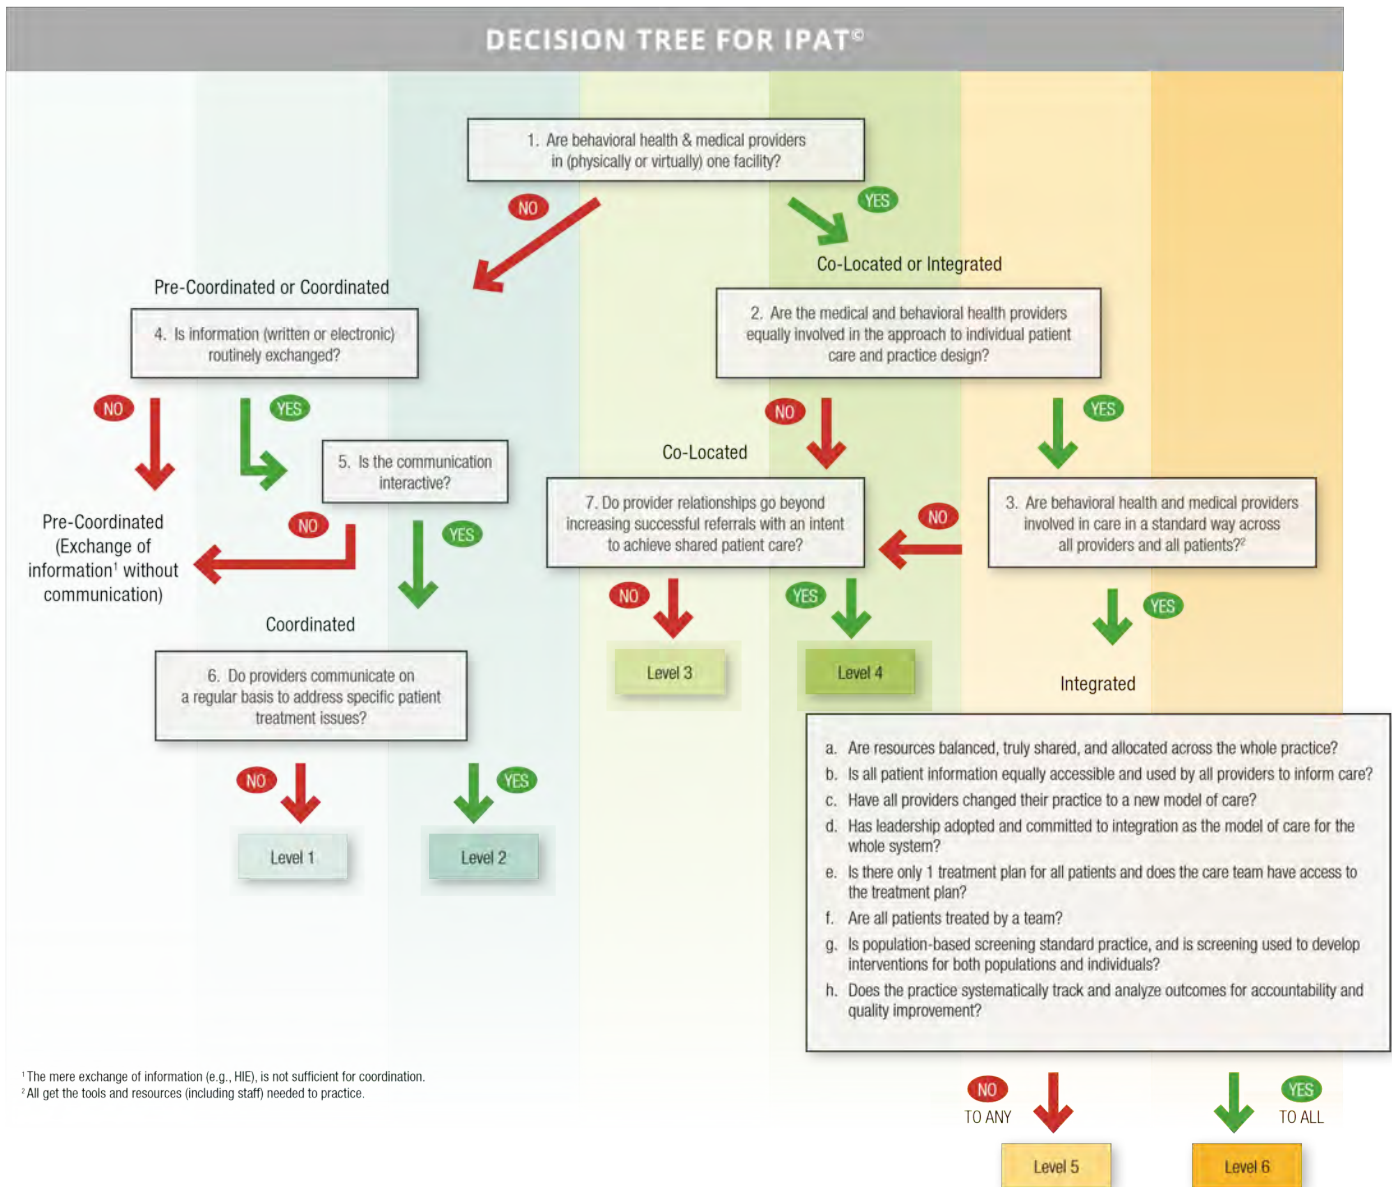 DECISION TREE FOR IPAT©
1. Are behavioral health & medical providers
in (physically or virtually) one facility?
NO
YES
Co-Located or Integrated
Pre-Coordinated or Coordinated
2. Are the medical and behavioral health providers
equally involved in the approach to individual patient
care and practice design?
4. Is information (written or electronic)
routinely exchanged?
NO
YES
NO
YES
5. Is the communication
interactive?
Co-Located
7. Do provider relationships go beyond
increasing successful referrals with an intent
to achieve shared patient care?
NO
3. Are behavioral health and medical providers
involved in care in a standard way across
all providers and all patients?²
Pre-Coordinated
(Exchange of
information¹ without
communication)
NO
YES
NO
YES
YES
Coordinated
6. Do providers communicate on
a regular basis to address specific patient
treatment issues?
Level 3
Level 4
Integrated
NO
YES
Level 1
Level 2
a. Are resources balanced, truly shared, and allocated across the whole practice?
b. Is all patient information equally accessible and used by all providers to inform care?
c. Have all providers changed their practice to a new model of care?
d. Has leadership adopted and committed to integration as the model of care for the
whole system?
e. Is there only 1 treatment plan for all patients and does the care team have access to
the treatment plan?
f. Are all patients treated by a team?
g. Is population-based screening standard practice, and is screening used to develop
interventions for both populations and individuals?
h. Does the practice systematically track and analyze outcomes for accountability and
quality improvement?
¹ The mere exchange of information (e.g., HIE), is not sufficient for coordination.
² All get the tools and resources (including staff) needed to practice.
NO
TO ANY
YES
TO ALL
Level 5
Level 6